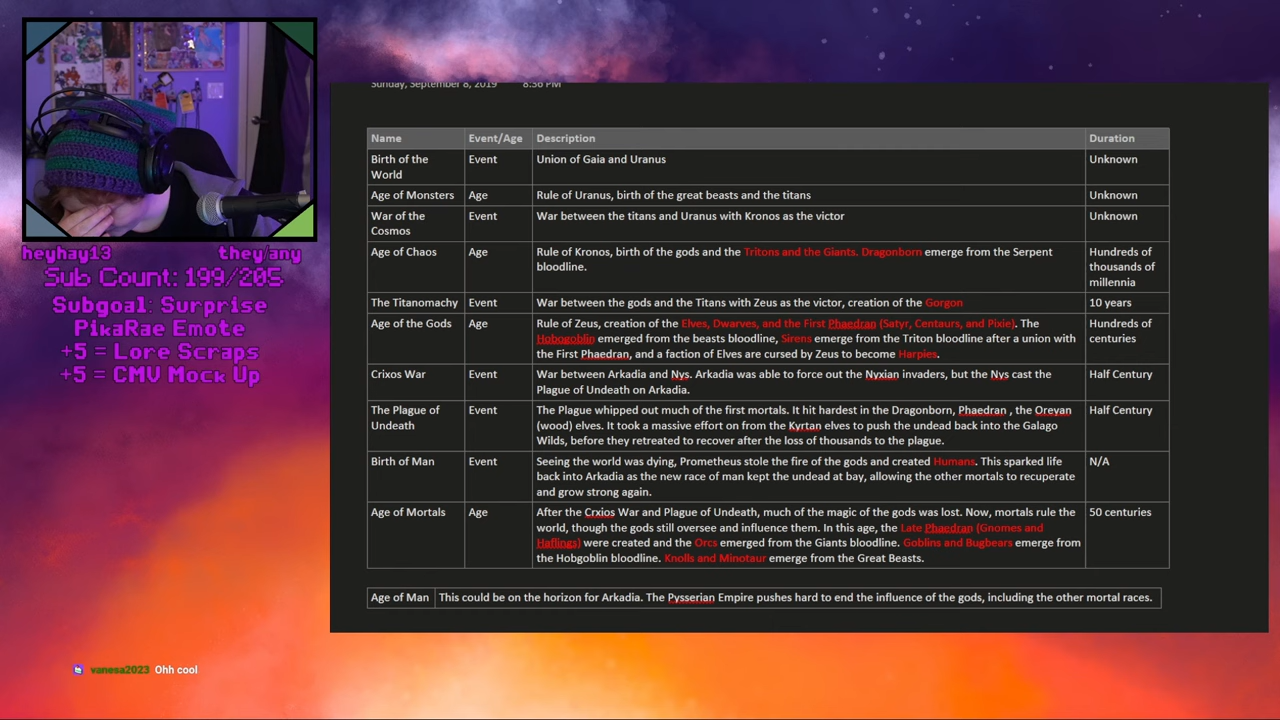 Sunday, September 8, 2019 8:36 PM
Name Event/Age Description Duration
Birth of the Event Union of Gaia and Uranus Unknown
World
Age of Monsters Age Rule of Uranus, birth of the great beasts and the titans Unknown
War of the Event War between the titans and Uranus with Kronos as the victor Unknown
Cosmos
Age of Chaos Age Rule of Kronos, birth of the gods and the Tritons and the Giants. Dragonborn emerge from the Serpent Hundreds of
bloodline. thousands of
millennia
The Titanomachy Event War between the gods and the Titans with Zeus as the victor, creation of the Gorgon 10 years
Age of the Gods Age Rule of Zeus, creation of the Elves, Dwarves, and the First Phaedran (Satyr, Centaurs, and Pixie). The Hundreds of
Hobogoblin emerged from the beasts bloodline, Sirens emerge from the Triton bloodline after a union with centuries
the First Phaedran, and a faction of Elves are cursed by Zeus to become Harpies.
Crixos War Event War between Arkadia and Nys. Arkadia was able to force out the Nyxian invaders, but the Nys cast the Half Century
Plague of Undeath on Arkadia.
The Plague of Event The Plague whipped out much of the first mortals. It hit hardest in the Dragonborn, Phaedran , the Oreyan Half Century
Undeath (wood) elves. It took a massive effort on from the Kyrtan elves to push the undead back into the Galago
Wilds, before they retreated to recover after the loss of thousands to the plague.
Birth of Man Event Seeing the world was dying, Prometheus stole the fire of the gods and created Humans. This sparked life N/A
back into Arkadia as the new race of man kept the undead at bay, allowing the other mortals to recuperate
and grow strong again.
Age of Mortals Age After the Crxios War and Plague of Undeath, much of the magic of the gods was lost. Now, mortals rule the 50 centuries
world, though the gods still oversee and influence them. In this age, the Late Phaedran (Gnomes and
Haflings) were created and the Orcs emerged from the Giants bloodline. Goblins and Bugbears emerge from
the Hobgoblin bloodline. Knolls and Minotaur emerge from the Great Beasts.
Age of Man This could be on the horizon for Arkadia. The Pysserian Empire pushes hard to end the influence of the gods, including the other mortal races.
heyhay13 they/any
Sub Count: 199/205
Subgoal: Surprise
PikaRae Emote
+5 = Lore Scraps
+5 = CMV Mock Up
vanesa2023 Ohh cool